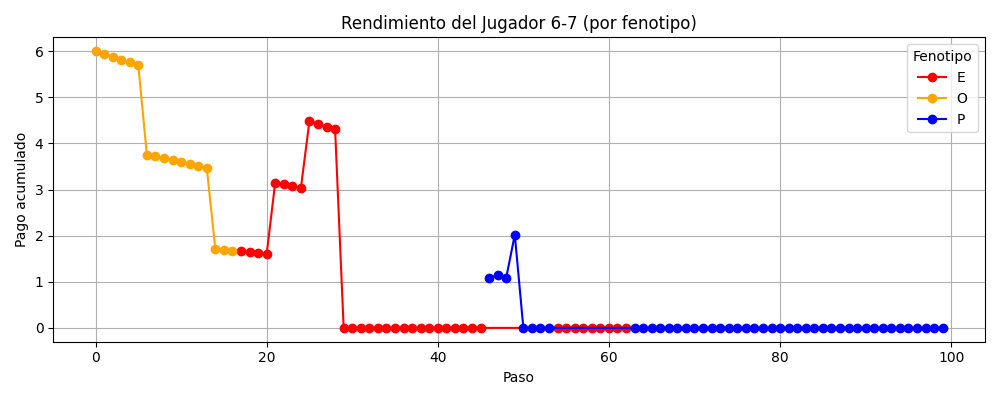 Rendimiento del Jugador 6-7 (por fenotipo)
Pago acumulado
6
5
4
3
2
1
0
0 20 40 60 80 100
Paso
Fenotipo
E
O
P